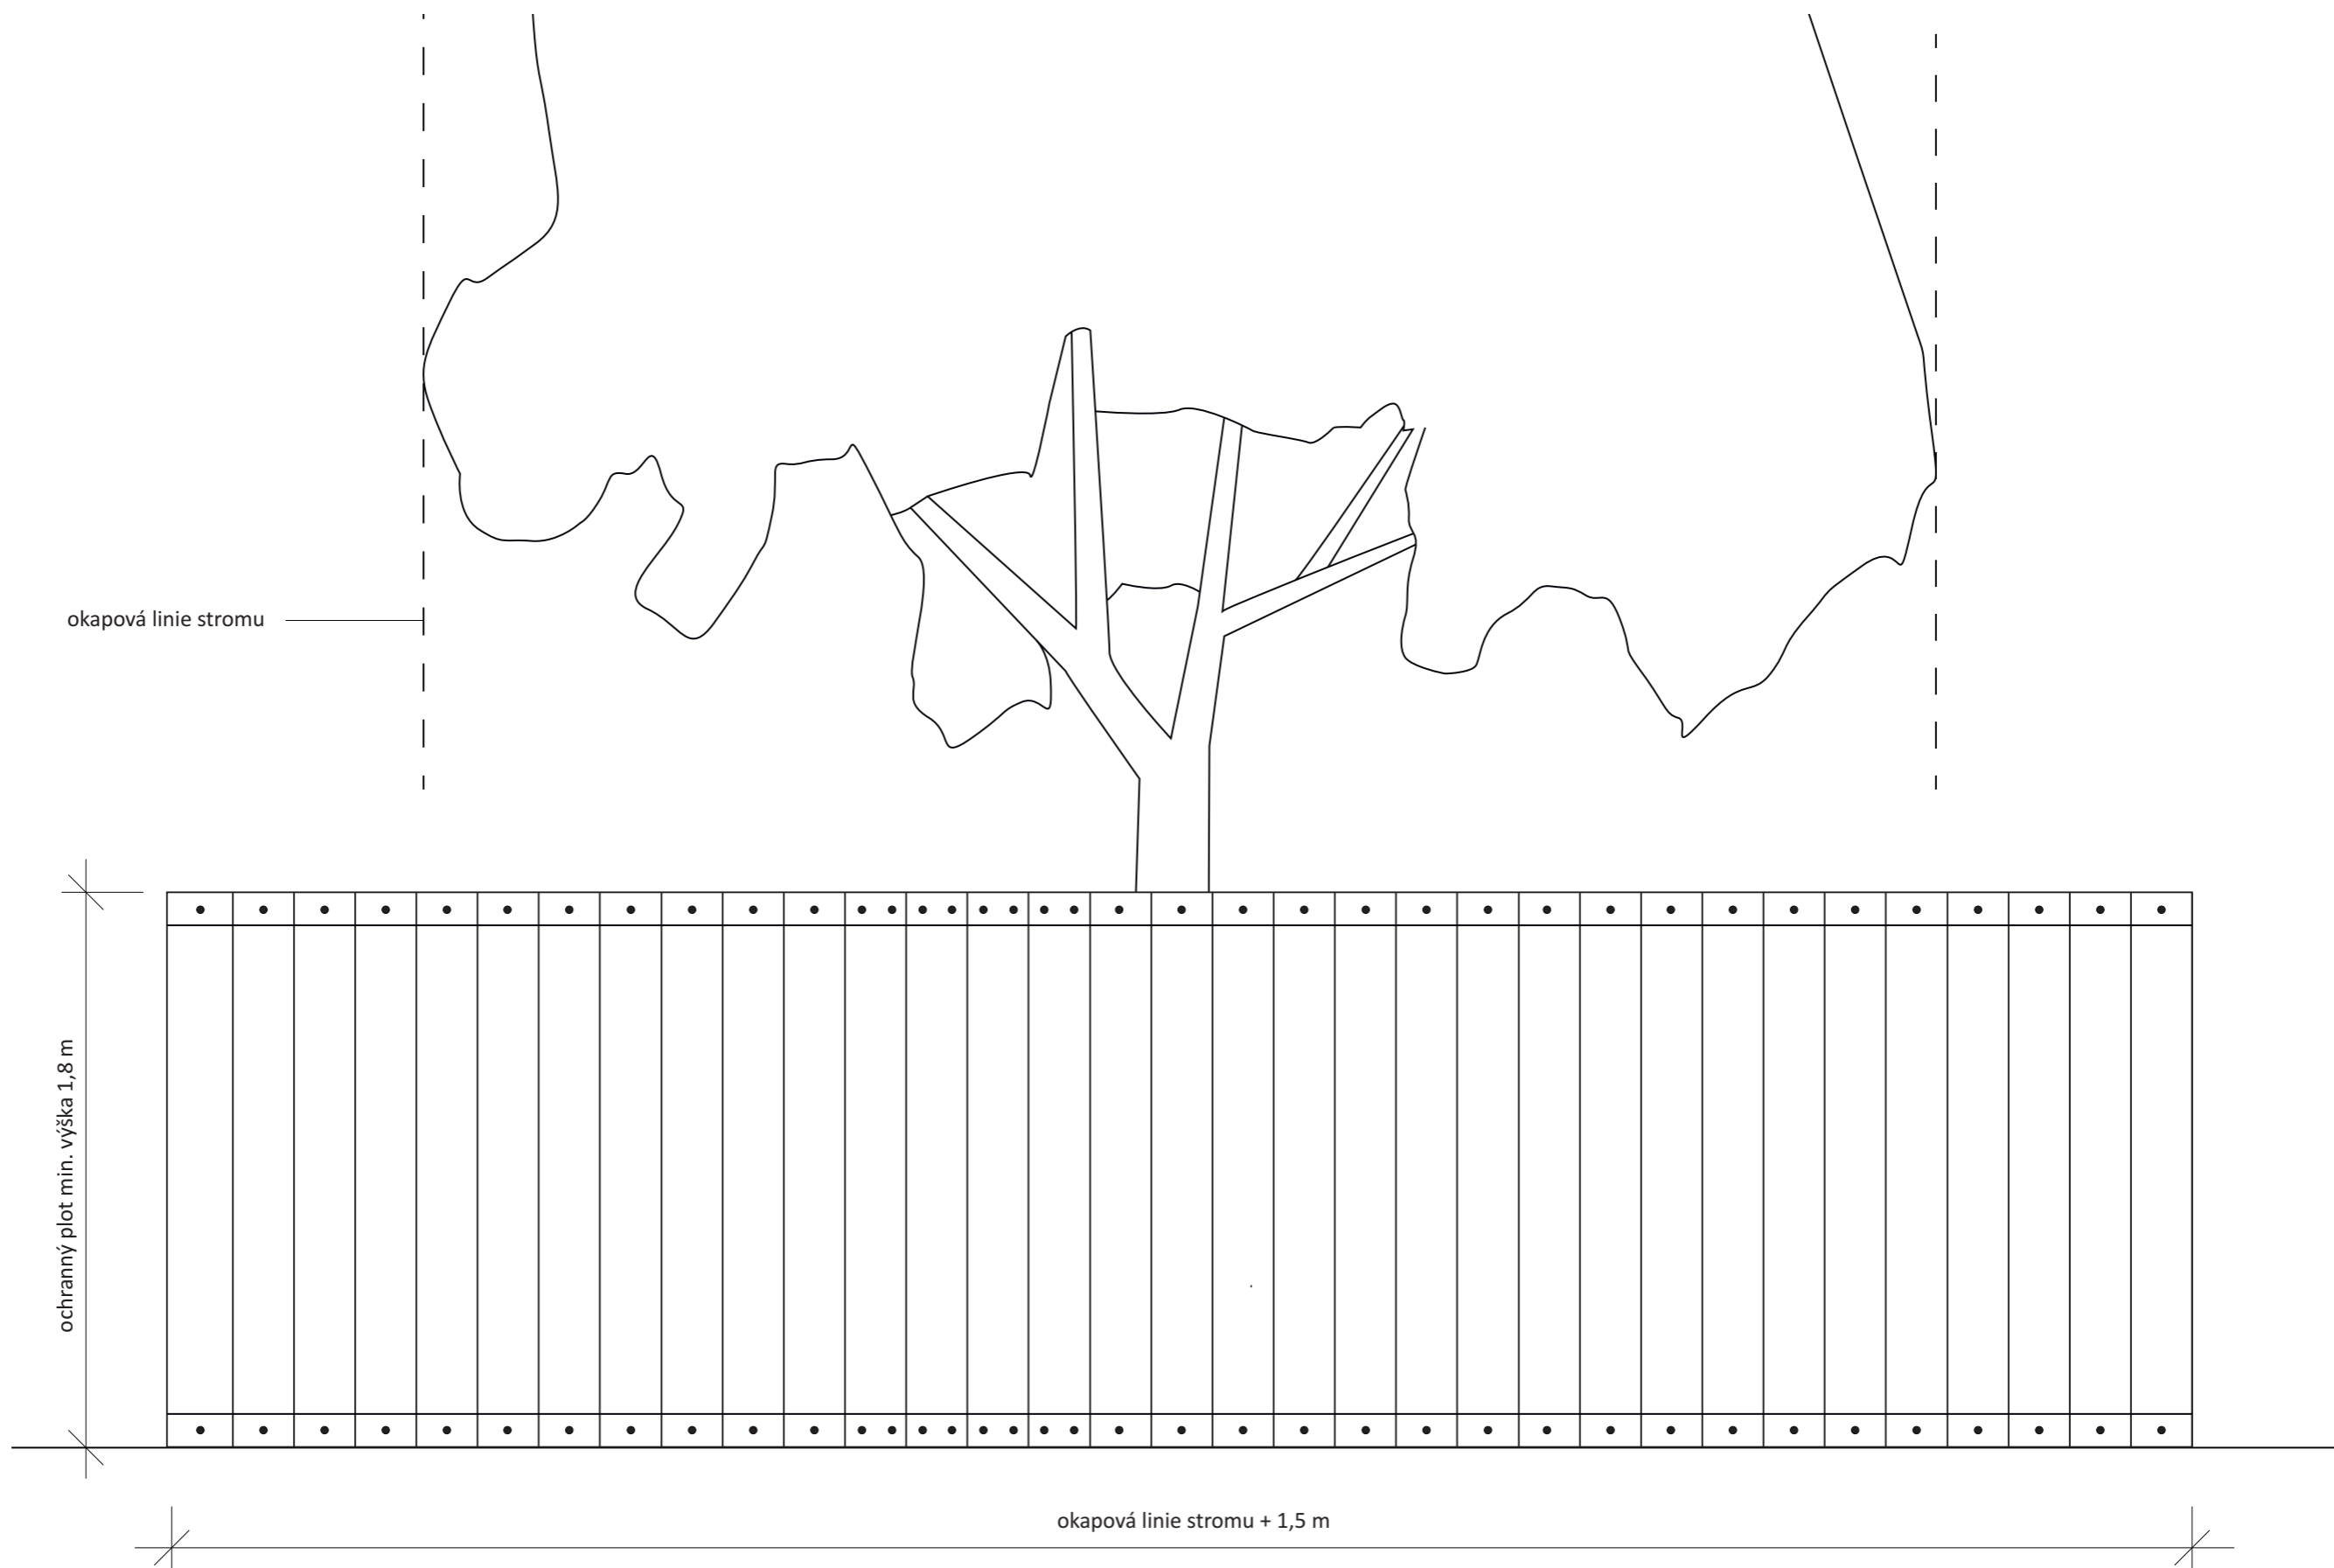 okapová linie stromu
ochranný plot min. výška 1,8 m
okapová linie stromu + 1,5 m